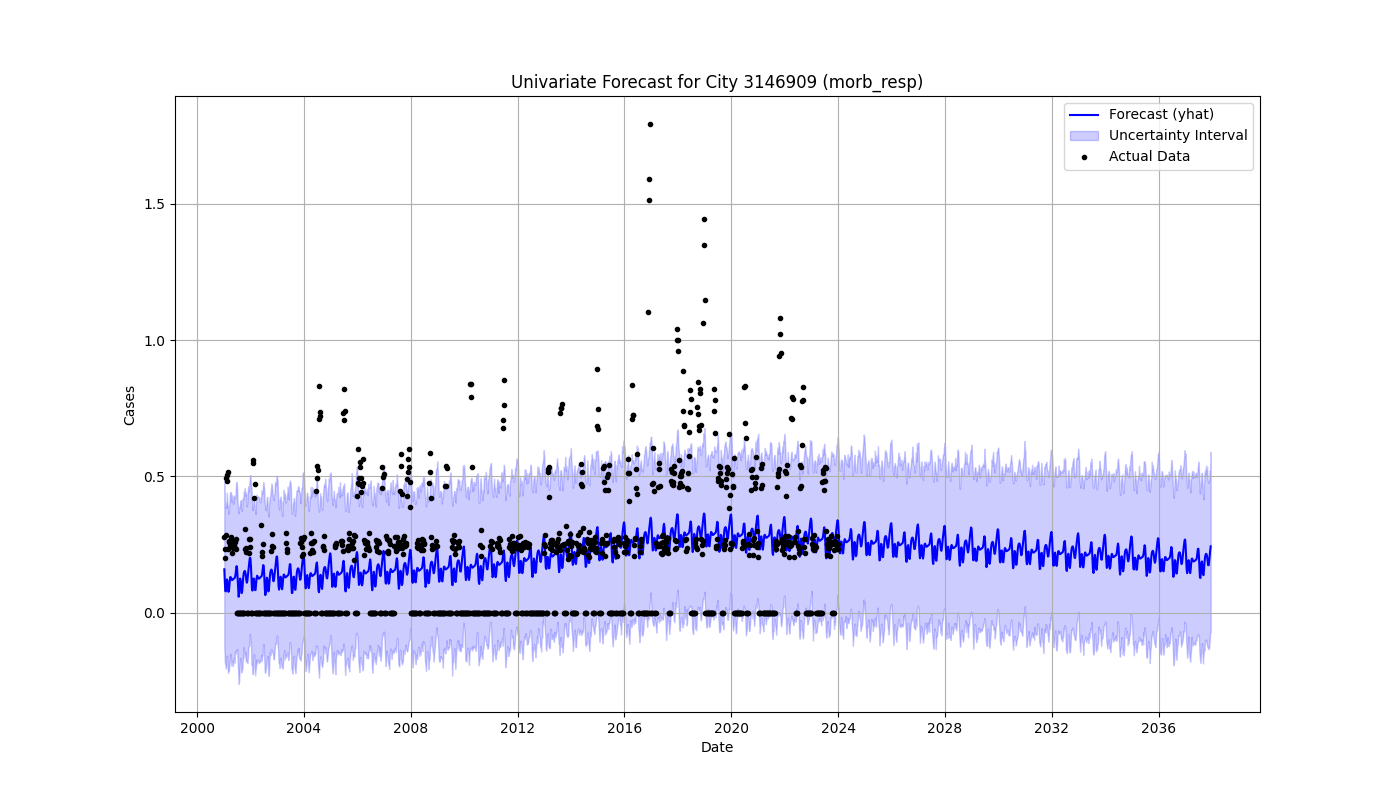 Univariate Forecast for City 3146909 (morb_resp)
Forecast (yhat)
Uncertainty Interval
Actual Data
Cases
1.5
1.0
0.5
0.0
2000 2004 2008 2012 2016 2020 2024 2028 2032 2036
Date